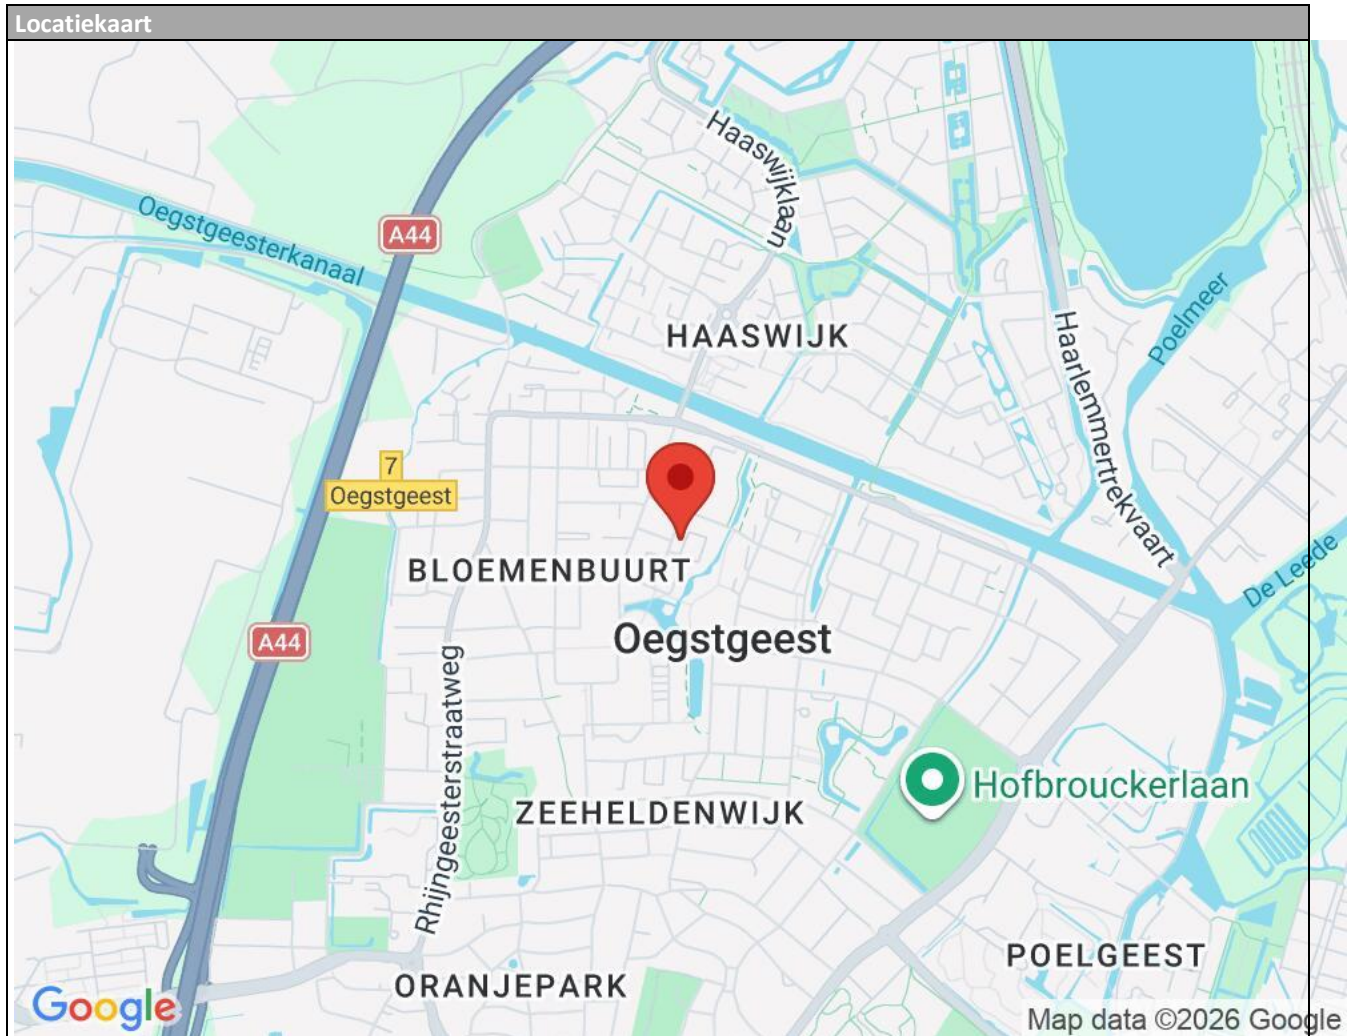 Locatiekaart
Haaswijklaan
Oegstgeesterkanaal
A44
Poelmeer
HAASWIJK
Haarlemmertrekvaart
7
Oegstgeest
BLOEMENBUURT
De Leede
A44
Oegstgeest
Rhijngeesterstraatweg
Hofbrouckerlaan
ZEEHELDENWIJK
POELGEEST
ORANJEPARK
Google
Map data ©2026 Google